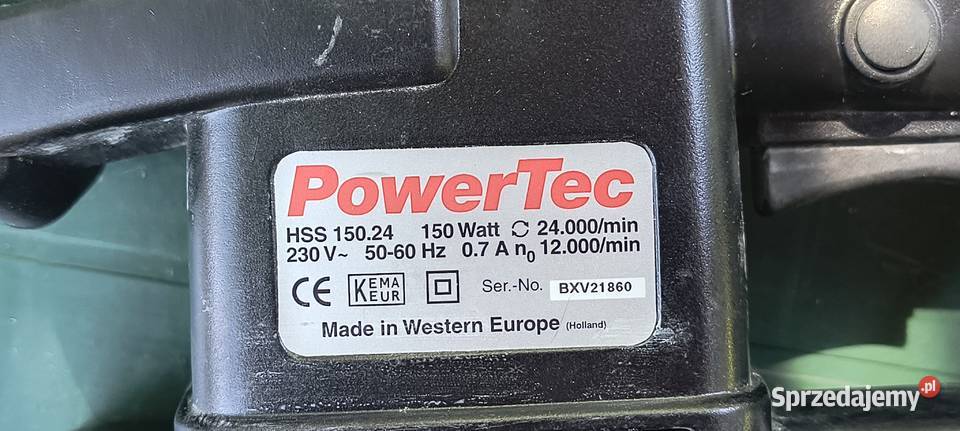 PowerTec
HSS 150.24 150 Watt 24.000/min
230 V~ 50-60 Hz 0.7 A n0 12.000/min
CE KEMA KEUR Ser.-No. BXV21860
Made in Western Europe (Holland)
Sprzedajemy.pl